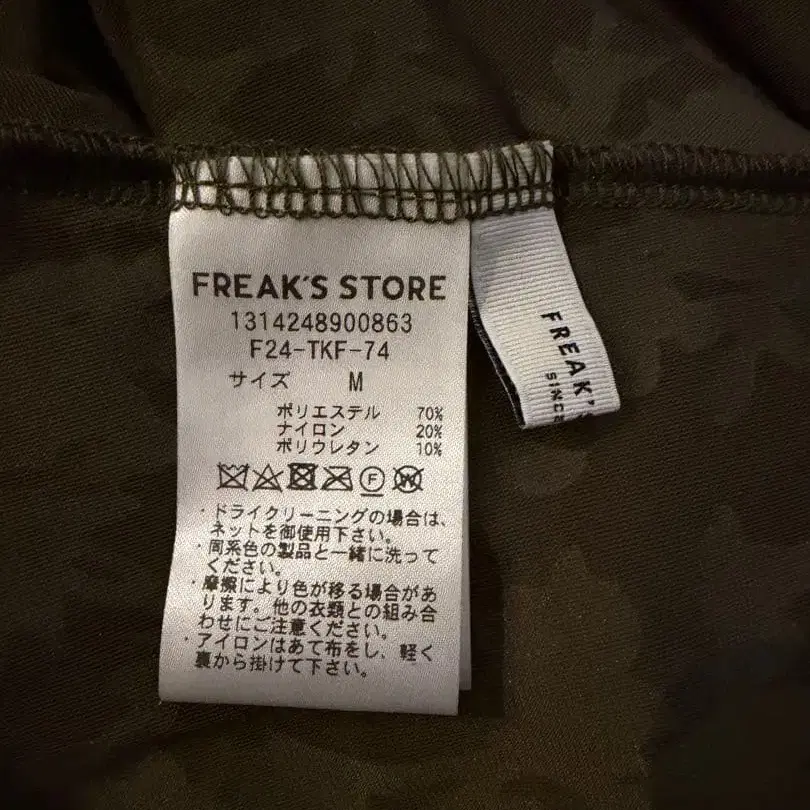 FREAK'S STORE
1314248900863
F24-TKF-74
サイズ M
ポリエステル 70%
ナイロン 20%
ポリウレタン 10%
F W
・ドライクリーニングの場合は、
ネットを御使用下さい。
・同系色の製品と一緒に洗って
ください。
・摩擦により色が移る場合があ
ります。他の衣類との組み合
わせにご注意ください。
・アイロンはあて布をし、軽く
裏から掛けて下さい。
FREAK'S
SINCE